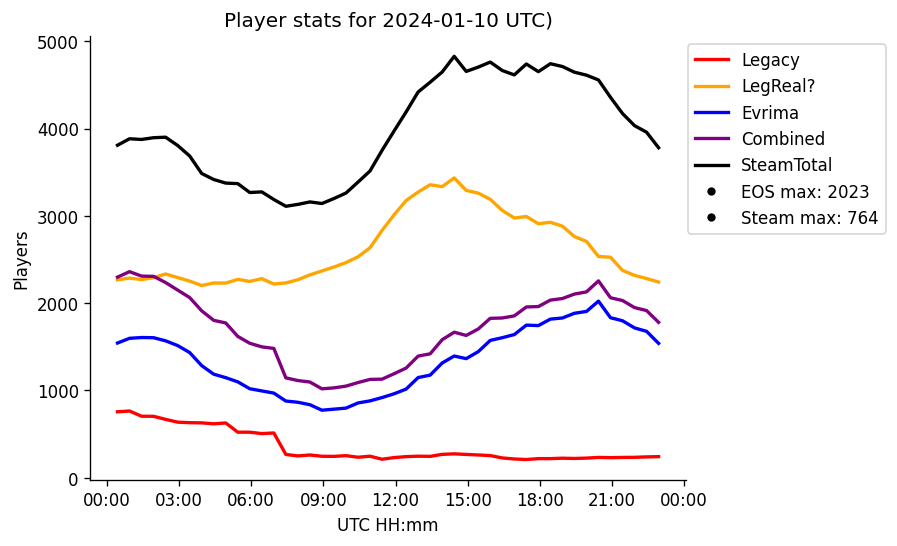 Player stats for 2024-01-10 UTC)
5000
4000
3000
2000
1000
0
Players
00:00 03:00 06:00 09:00 12:00 15:00 18:00 21:00 00:00
UTC HH:mm
Legacy
LegReal?
Evrima
Combined
SteamTotal
EOS max: 2023
Steam max: 764